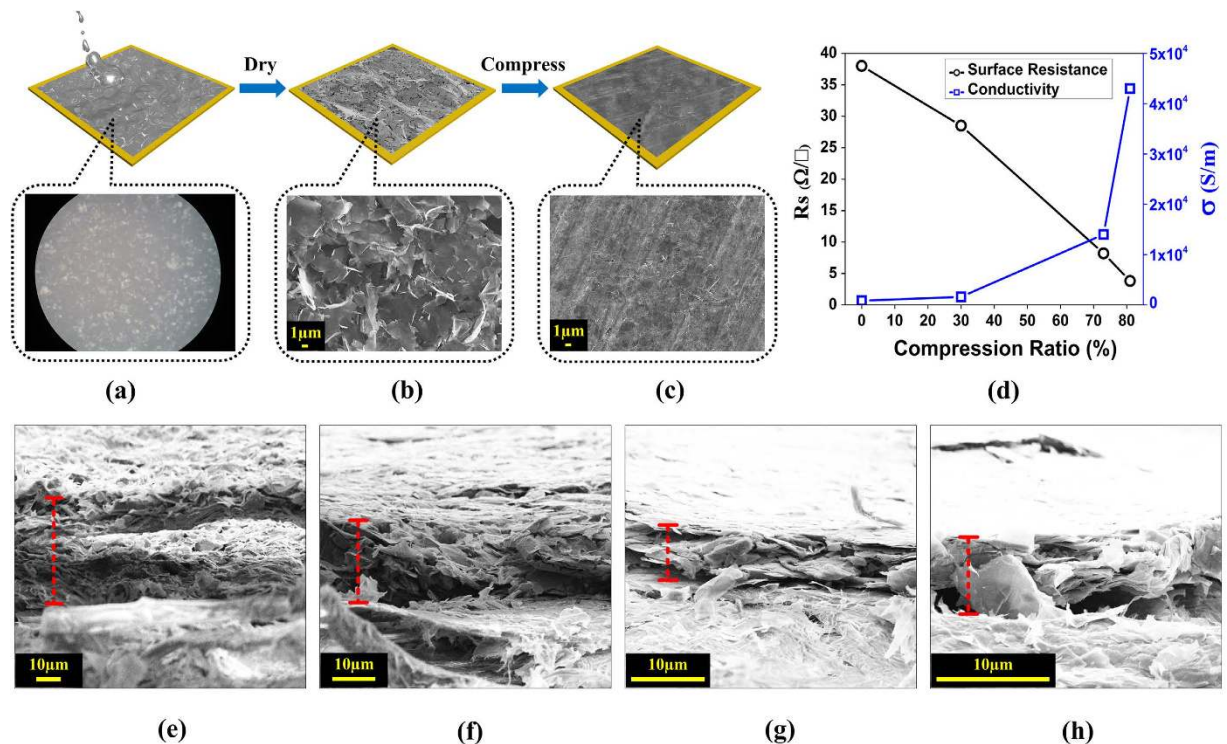 Dry
Compress
1µm
1µm
(a)
(b)
(c)
40
35
30
25
20
15
10
5
0
Rs (Ω/□)
Surface Resistance
Conductivity
5x10⁴
4x10⁴
3x10⁴
2x10⁴
1x10⁴
0
σ (S/m)
0 10 20 30 40 50 60 70 80
Compression Ratio (%)
(d)
10µm
10µm
10µm
10µm
(e)
(f)
(g)
(h)